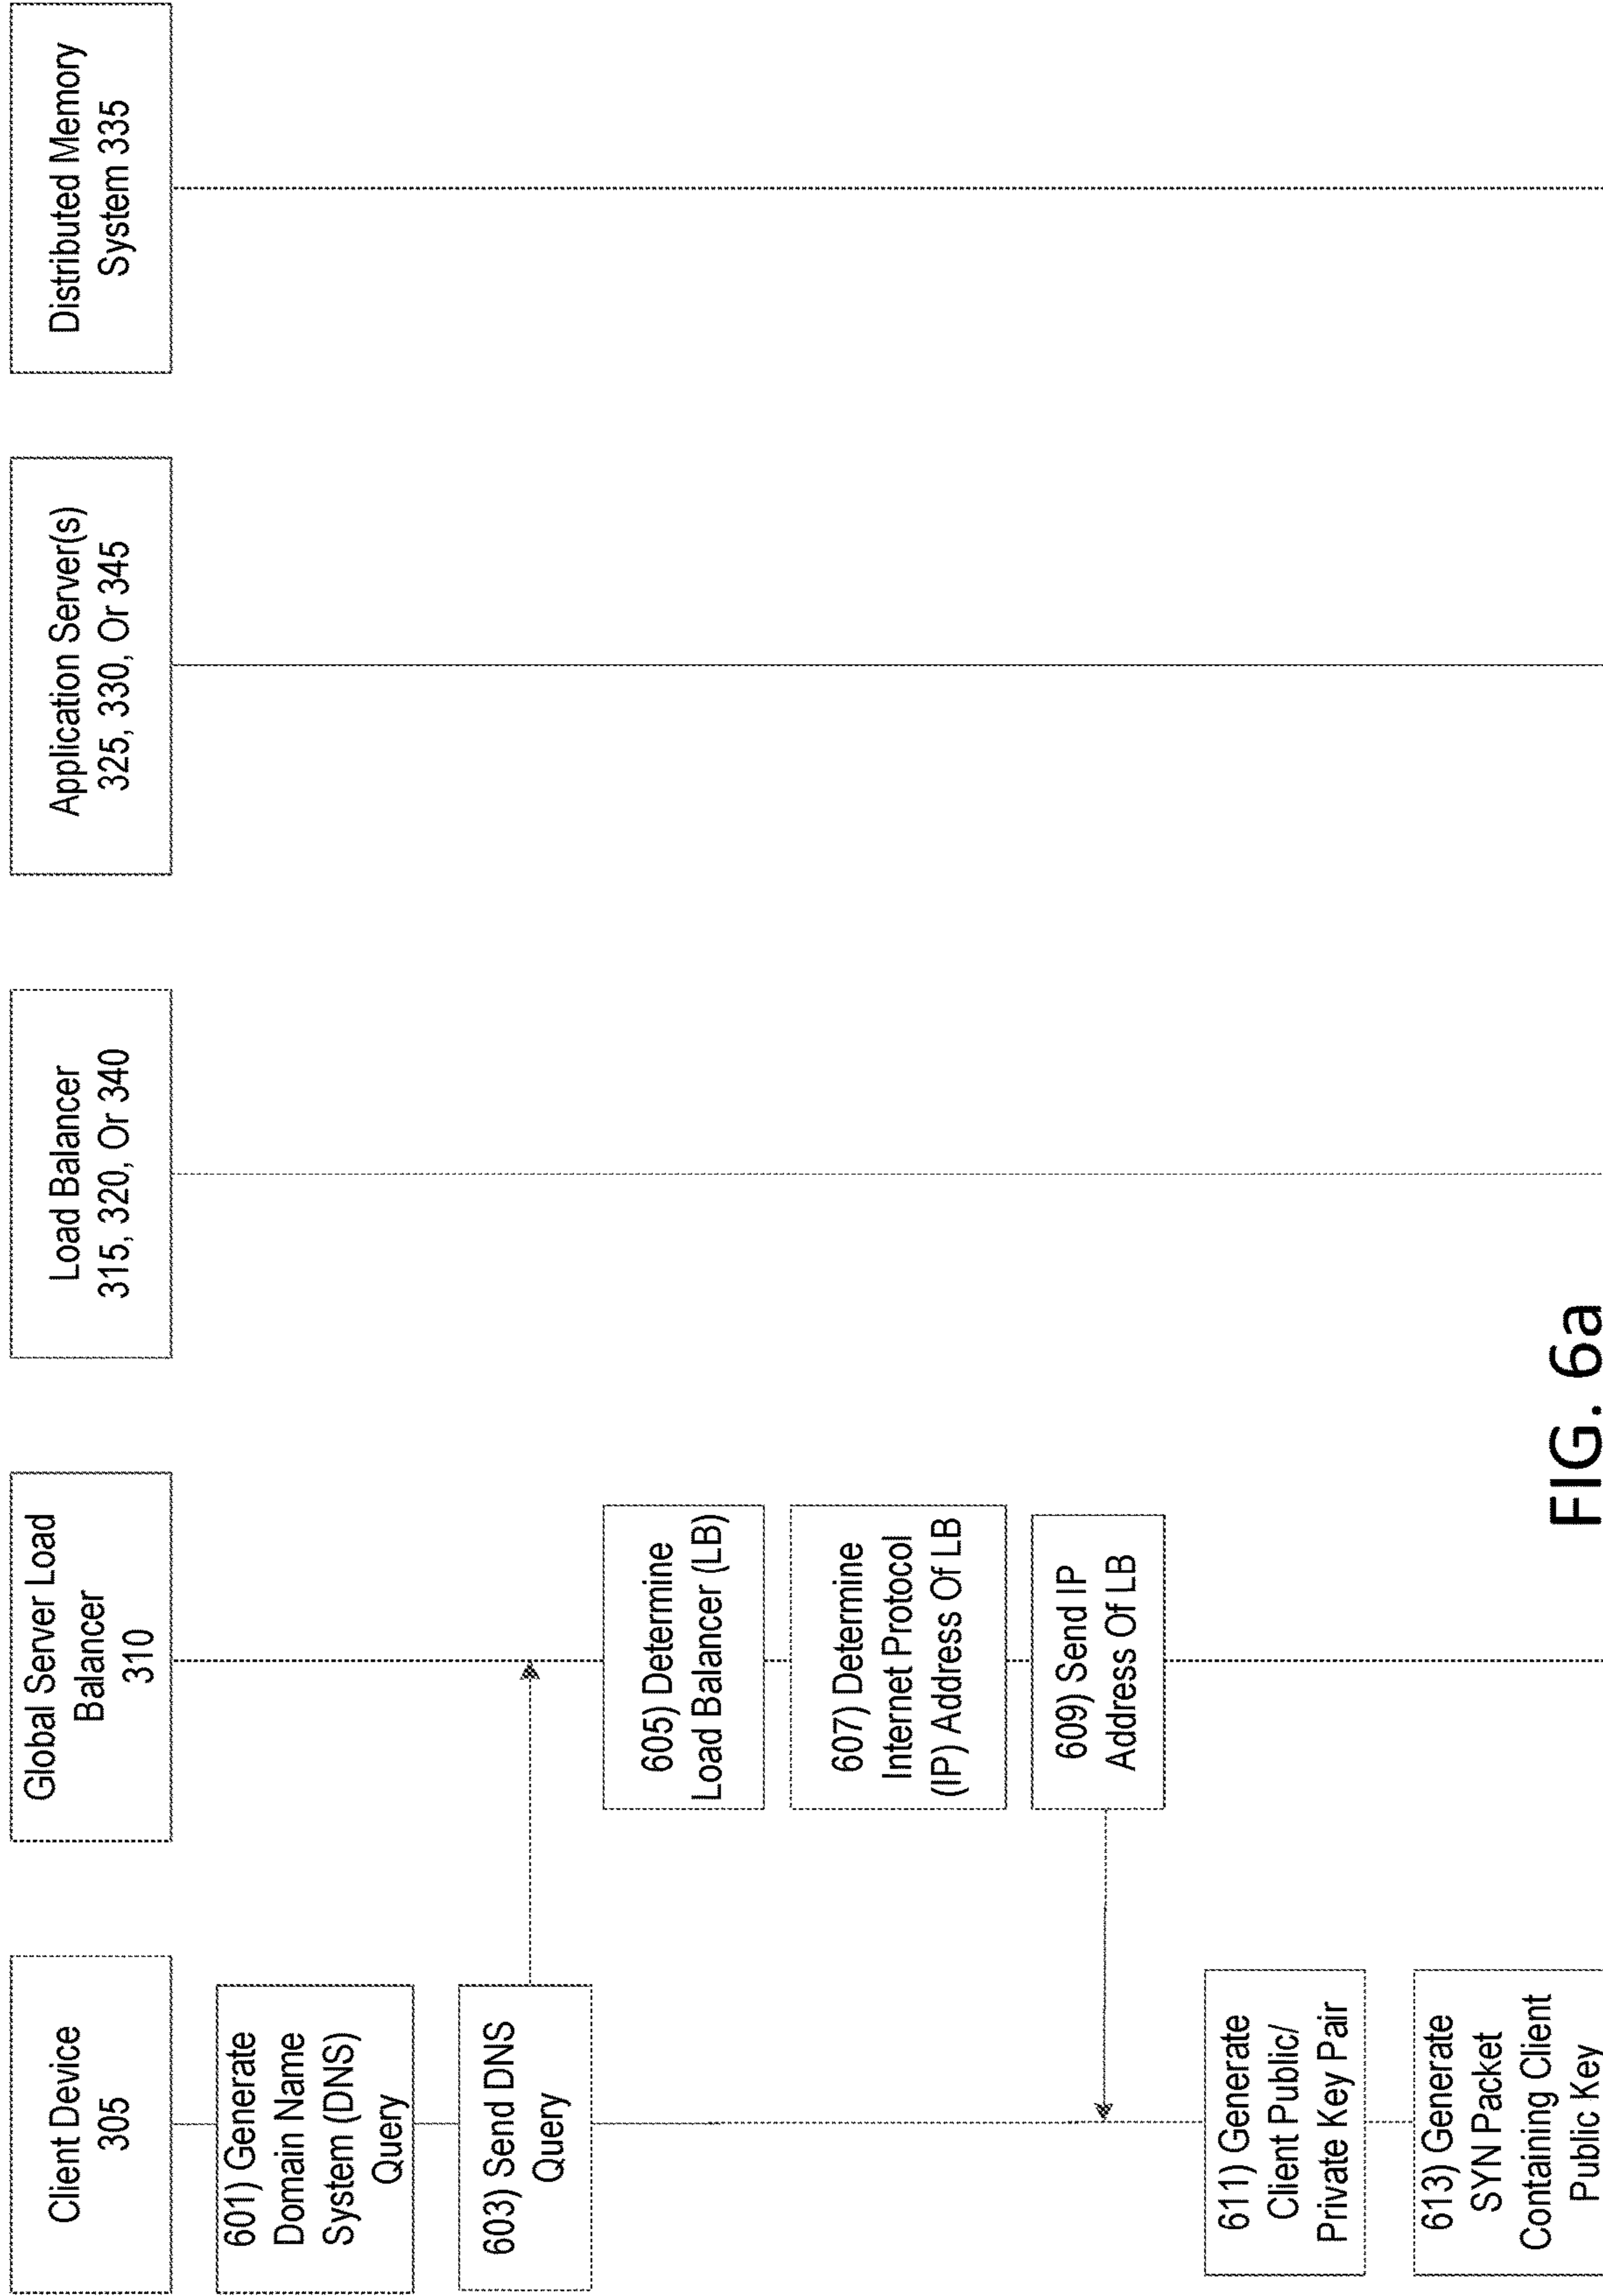 Client Device
305
Global Server Load
Balancer
310
Load Balancer
315, 320, Or 340
Application Server(s)
325, 330, Or 345
Distributed Memory
System 335
601) Generate
Domain Name
System (DNS)
Query
603) Send DNS
Query
605) Determine
Load Balancer (LB)
607) Determine
Internet Protocol
(IP) Address Of LB
609) Send IP
Address Of LB
611) Generate
Client Public/
Private Key Pair
613) Generate
SYN Packet
Containing Client
Public Key
FIG. 6a